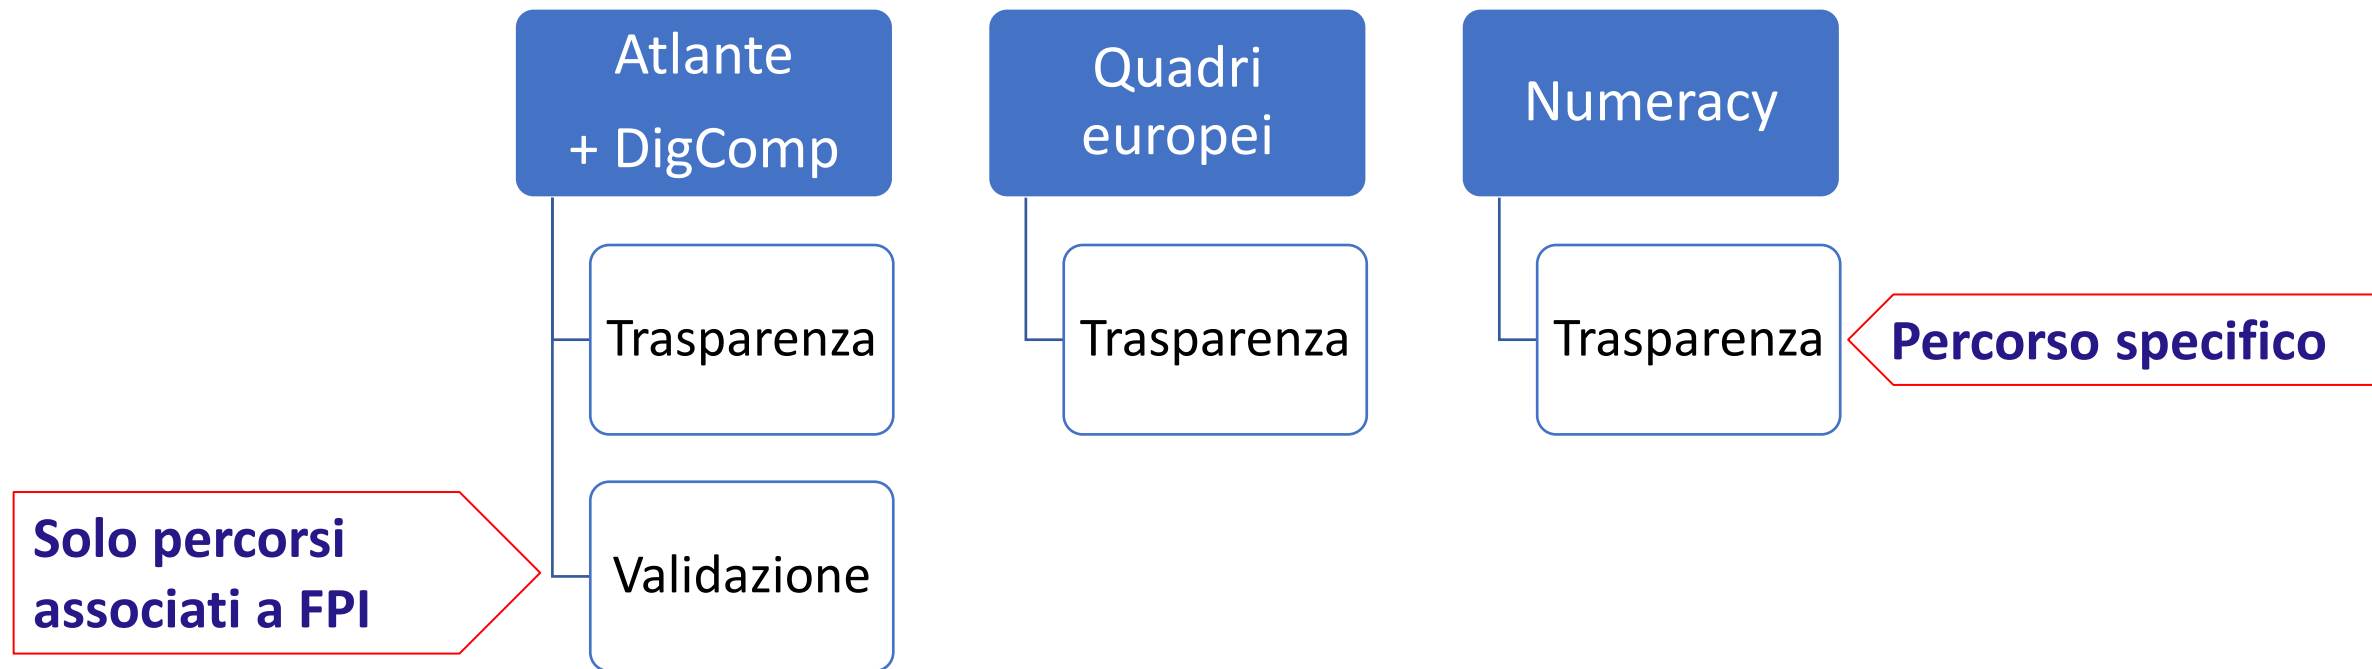 Atlante
+ DigComp
Quadri
europei
Numeracy
Trasparenza
Trasparenza
Trasparenza
Percorso specifico
Solo percorsi
associati a FPI
Validazione